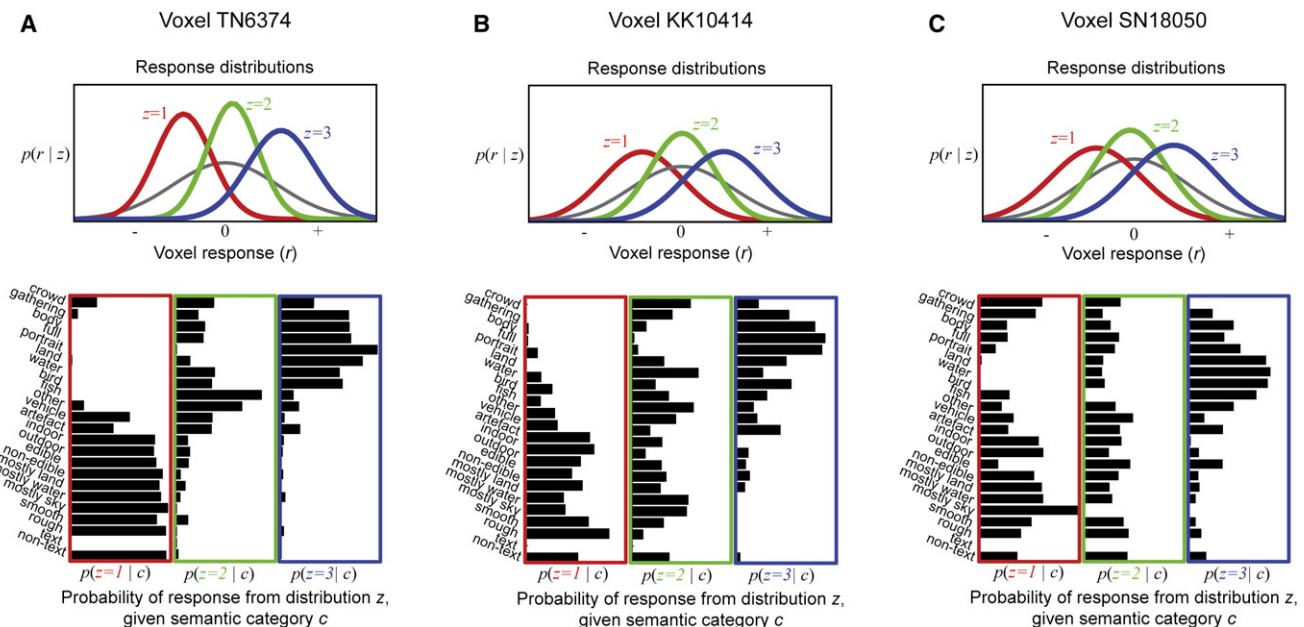 A
Voxel TN6374
Response distributions
z=1
z=2
z=3
p(r | z)
- 0 +
Voxel response (r)
crowd
gathering
body
full
portrait
land
water
bird
fish
other
vehicle
artefact
indoor
outdoor
edible
non-edible
mostly land
mostly water
mostly sky
smooth
rough
text
non-text
p(z=1 | c) p(z=2 | c) p(z=3 | c)
Probability of response from distribution z,
given semantic category c
B
Voxel KK10414
Response distributions
z=1
z=2
z=3
p(r | z)
- 0 +
Voxel response (r)
crowd
gathering
body
full
portrait
land
water
bird
fish
other
vehicle
artefact
indoor
outdoor
edible
non-edible
mostly land
mostly water
mostly sky
smooth
rough
text
non-text
p(z=1 | c) p(z=2 | c) p(z=3 | c)
Probability of response from distribution z,
given semantic category c
C
Voxel SN18050
Response distributions
z=1
z=2
z=3
p(r | z)
- 0 +
Voxel response (r)
crowd
gathering
body
full
portrait
land
water
bird
fish
other
vehicle
artefact
indoor
outdoor
edible
non-edible
mostly land
mostly water
mostly sky
smooth
rough
text
non-text
p(z=1 | c) p(z=2 | c) p(z=3 | c)
Probability of response from distribution z,
given semantic category c